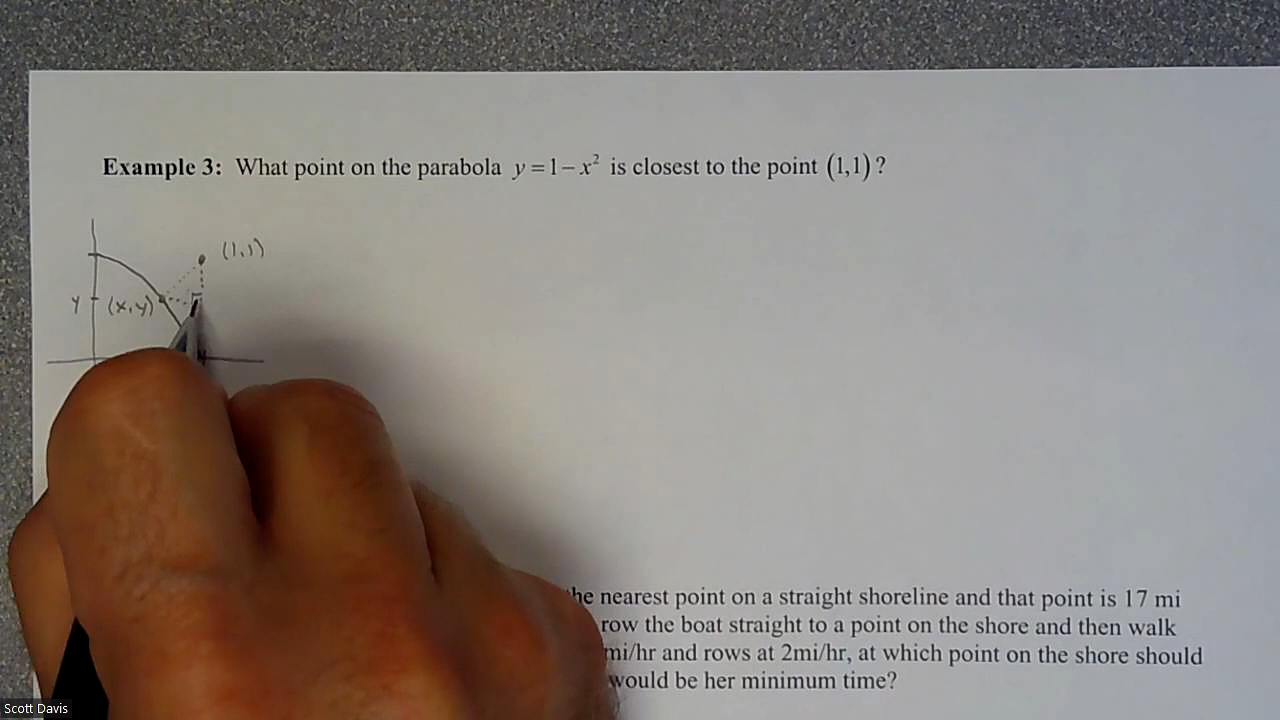 Example 3: What point on the parabola y = 1 − x² is closest to the point (1,1)?
(1,1)
y (x,y)
the nearest point on a straight shoreline and that point is 17 mi
row the boat straight to a point on the shore and then walk
mi/hr and rows at 2mi/hr, at which point on the shore should
would be her minimum time?
Scott Davis